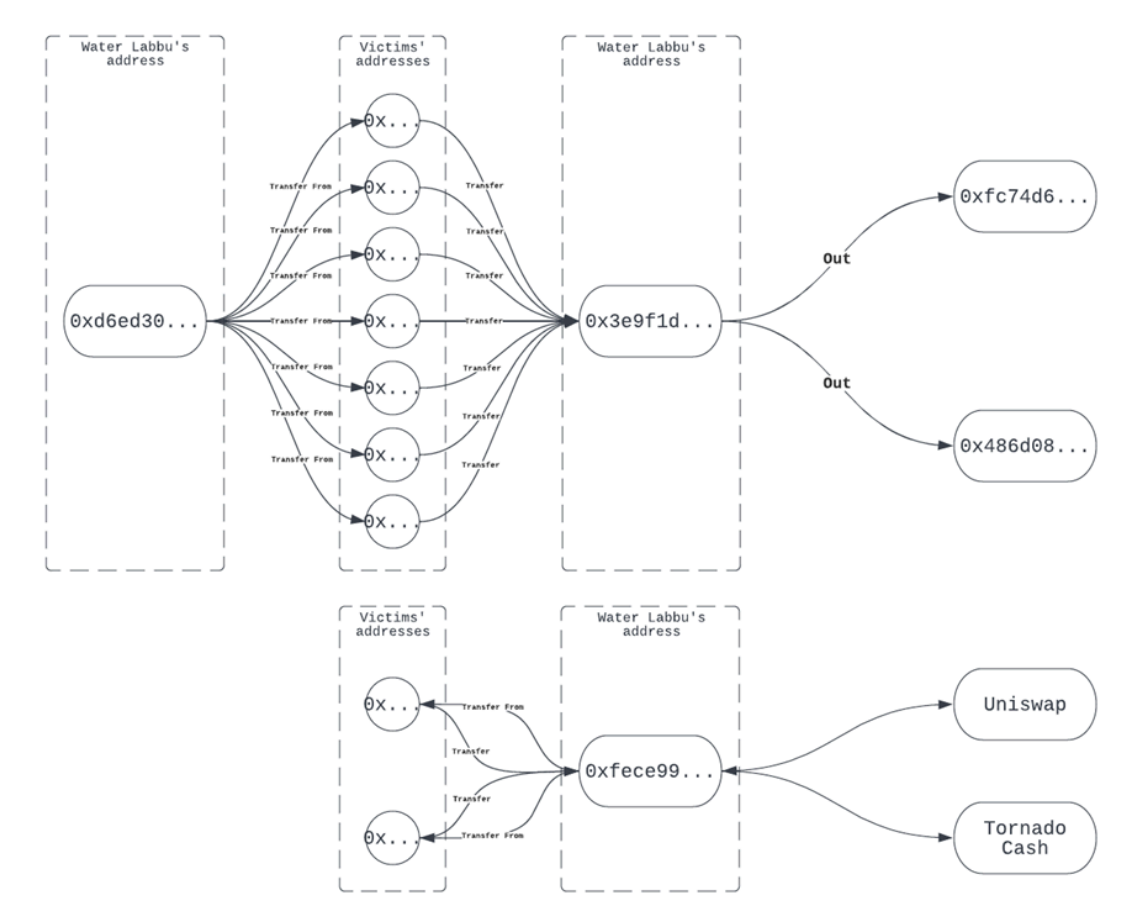 Water Labbu's
address
Victims'
addresses
Water Labbu's
address
0x...
Transfer From
Transfer
0x...
Transfer From
Transfer
0x...
Transfer From
Transfer
0xd6ed30...
Transfer From
0x...
Transfer
0x3e9f1d...
Transfer From
Transfer
0x...
Transfer From
Transfer
0x...
Transfer From
Transfer
0x...
Out
0xfc74d6...
Out
0x486d08...
Victims'
addresses
Water Labbu's
address
0x...
Transfer From
Transfer
Transfer
Transfer From
0x...
0xfece99...
Uniswap
Tornado
Cash